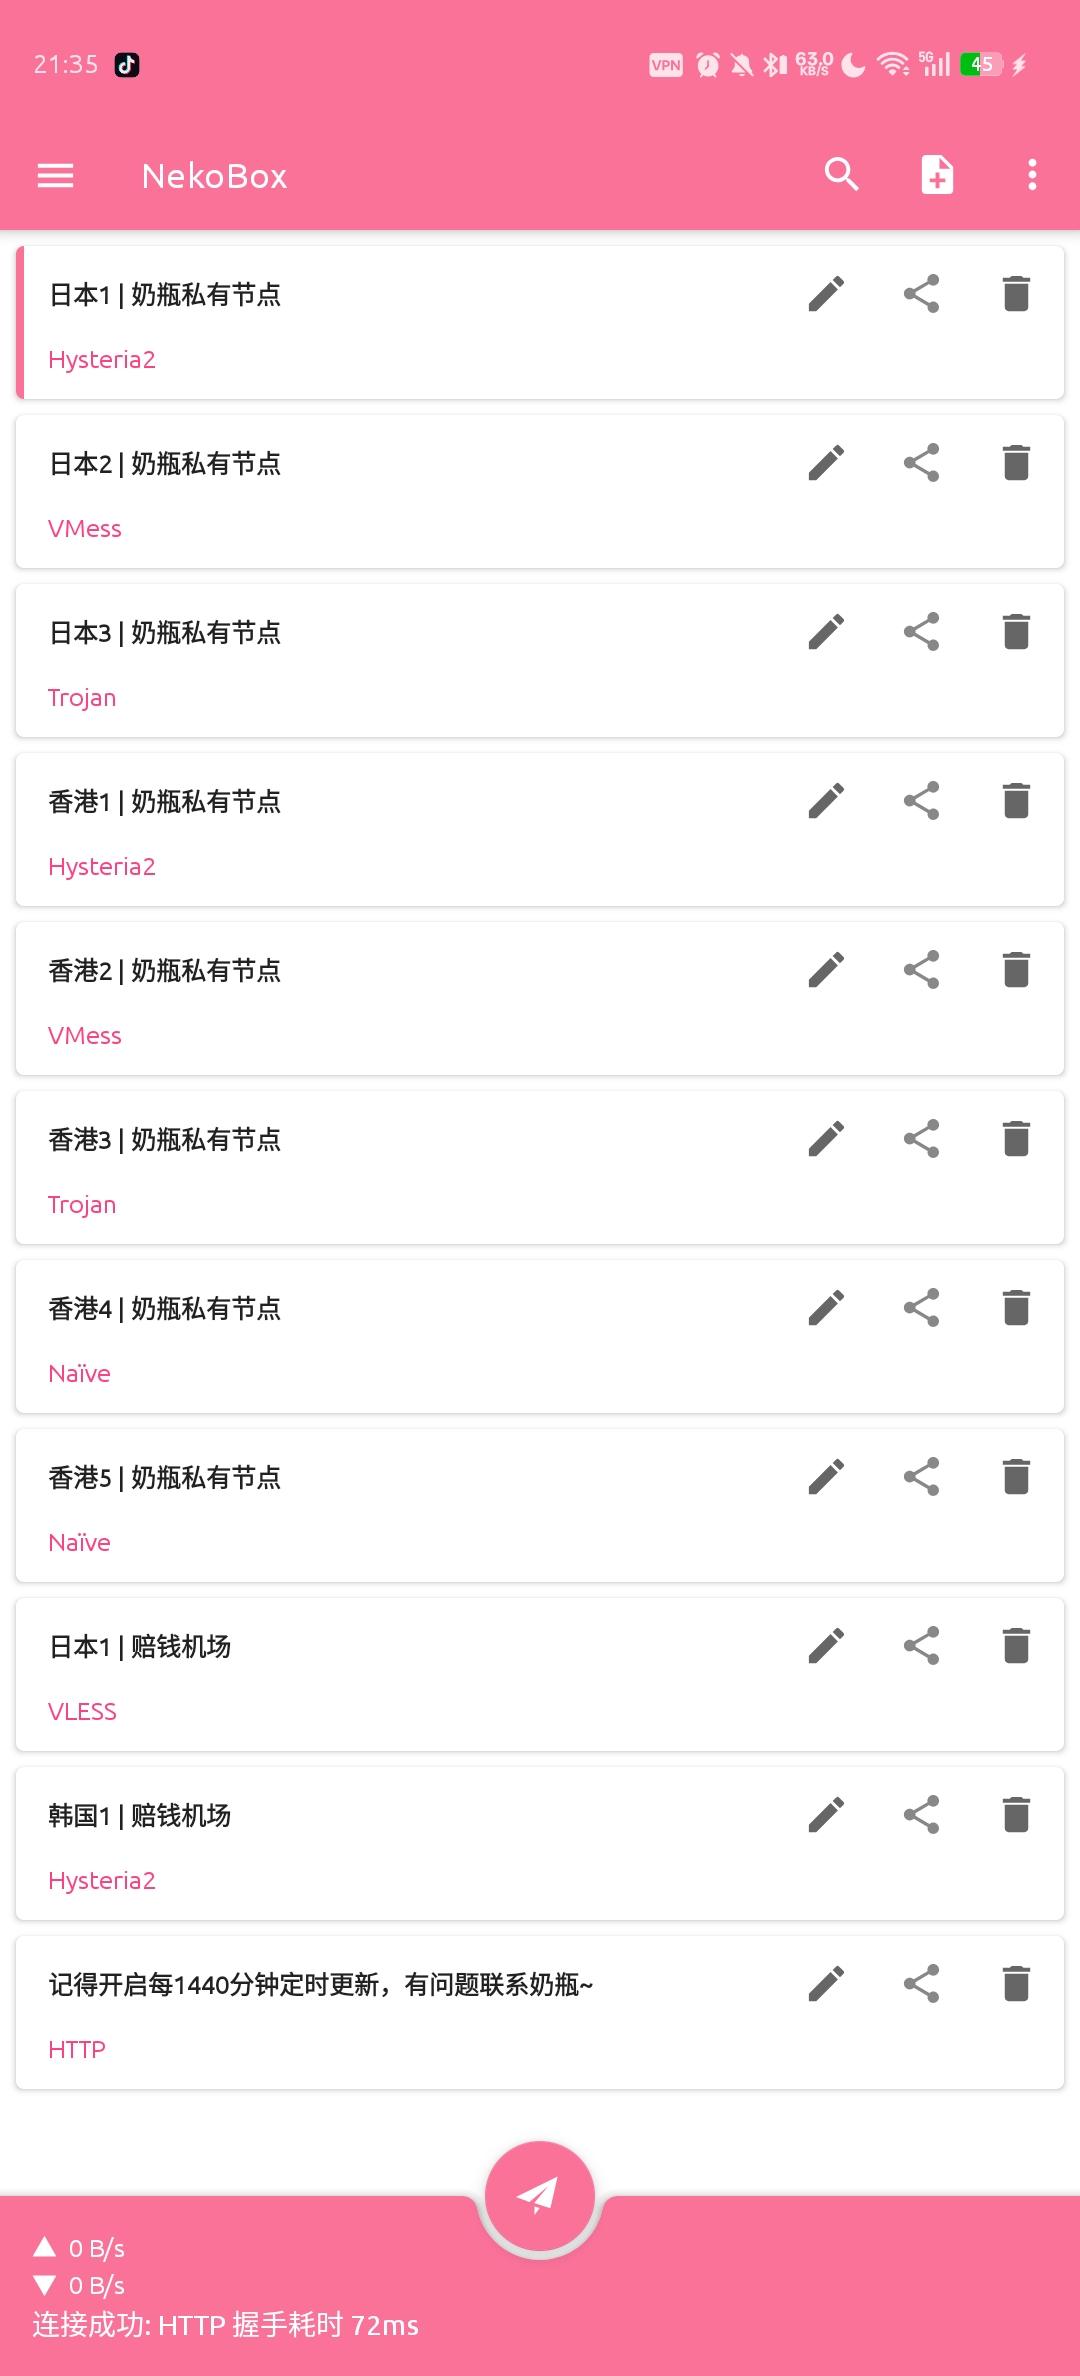 21:35
VPN 63.0 KB/S 5G 45
NekoBox
日本1 | 奶瓶私有节点
Hysteria2
日本2 | 奶瓶私有节点
VMess
日本3 | 奶瓶私有节点
Trojan
香港1 | 奶瓶私有节点
Hysteria2
香港2 | 奶瓶私有节点
VMess
香港3 | 奶瓶私有节点
Trojan
香港4 | 奶瓶私有节点
Naïve
香港5 | 奶瓶私有节点
Naïve
日本1 | 赔钱机场
VLESS
韩国1 | 赔钱机场
Hysteria2
记得开启每1440分钟定时更新，有问题联系奶瓶~
HTTP
▲ 0 B/s
▼ 0 B/s
连接成功: HTTP 握手耗时 72ms